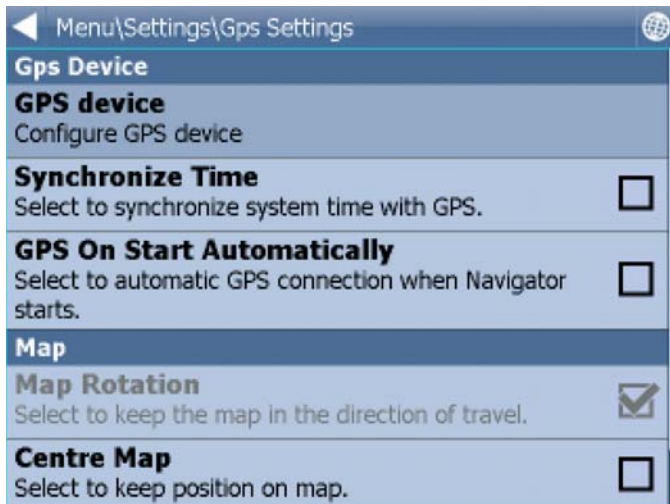 Menu\Settings\Gps Settings
Gps Device
GPS device
Configure GPS device
Synchronize Time
Select to synchronize system time with GPS.
GPS On Start Automatically
Select to automatic GPS connection when Navigator
starts.
Map
Map Rotation
Select to keep the map in the direction of travel.
Centre Map
Select to keep position on map.